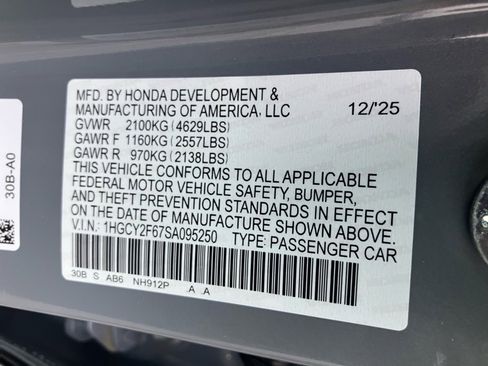 MFD. BY HONDA DEVELOPMENT &
MANUFACTURING OF AMERICA, LLC 12/'25
GVWR 2100KG(4629LBS)
GAWR F 1160KG(2557LBS)
GAWR R 970KG(2138LBS)
THIS VEHICLE CONFORMS TO ALL APPLICABLE
FEDERAL MOTOR VEHICLE SAFETY, BUMPER,
AND THEFT PREVENTION STANDARDS IN EFFECT
ON THE DATE OF MANUFACTURE SHOWN ABOVE.
V.I.N.: 1HGCY2F67SA095250 TYPE: PASSENGER CAR
30B S AB6 NH912P .A .A
30B-A0